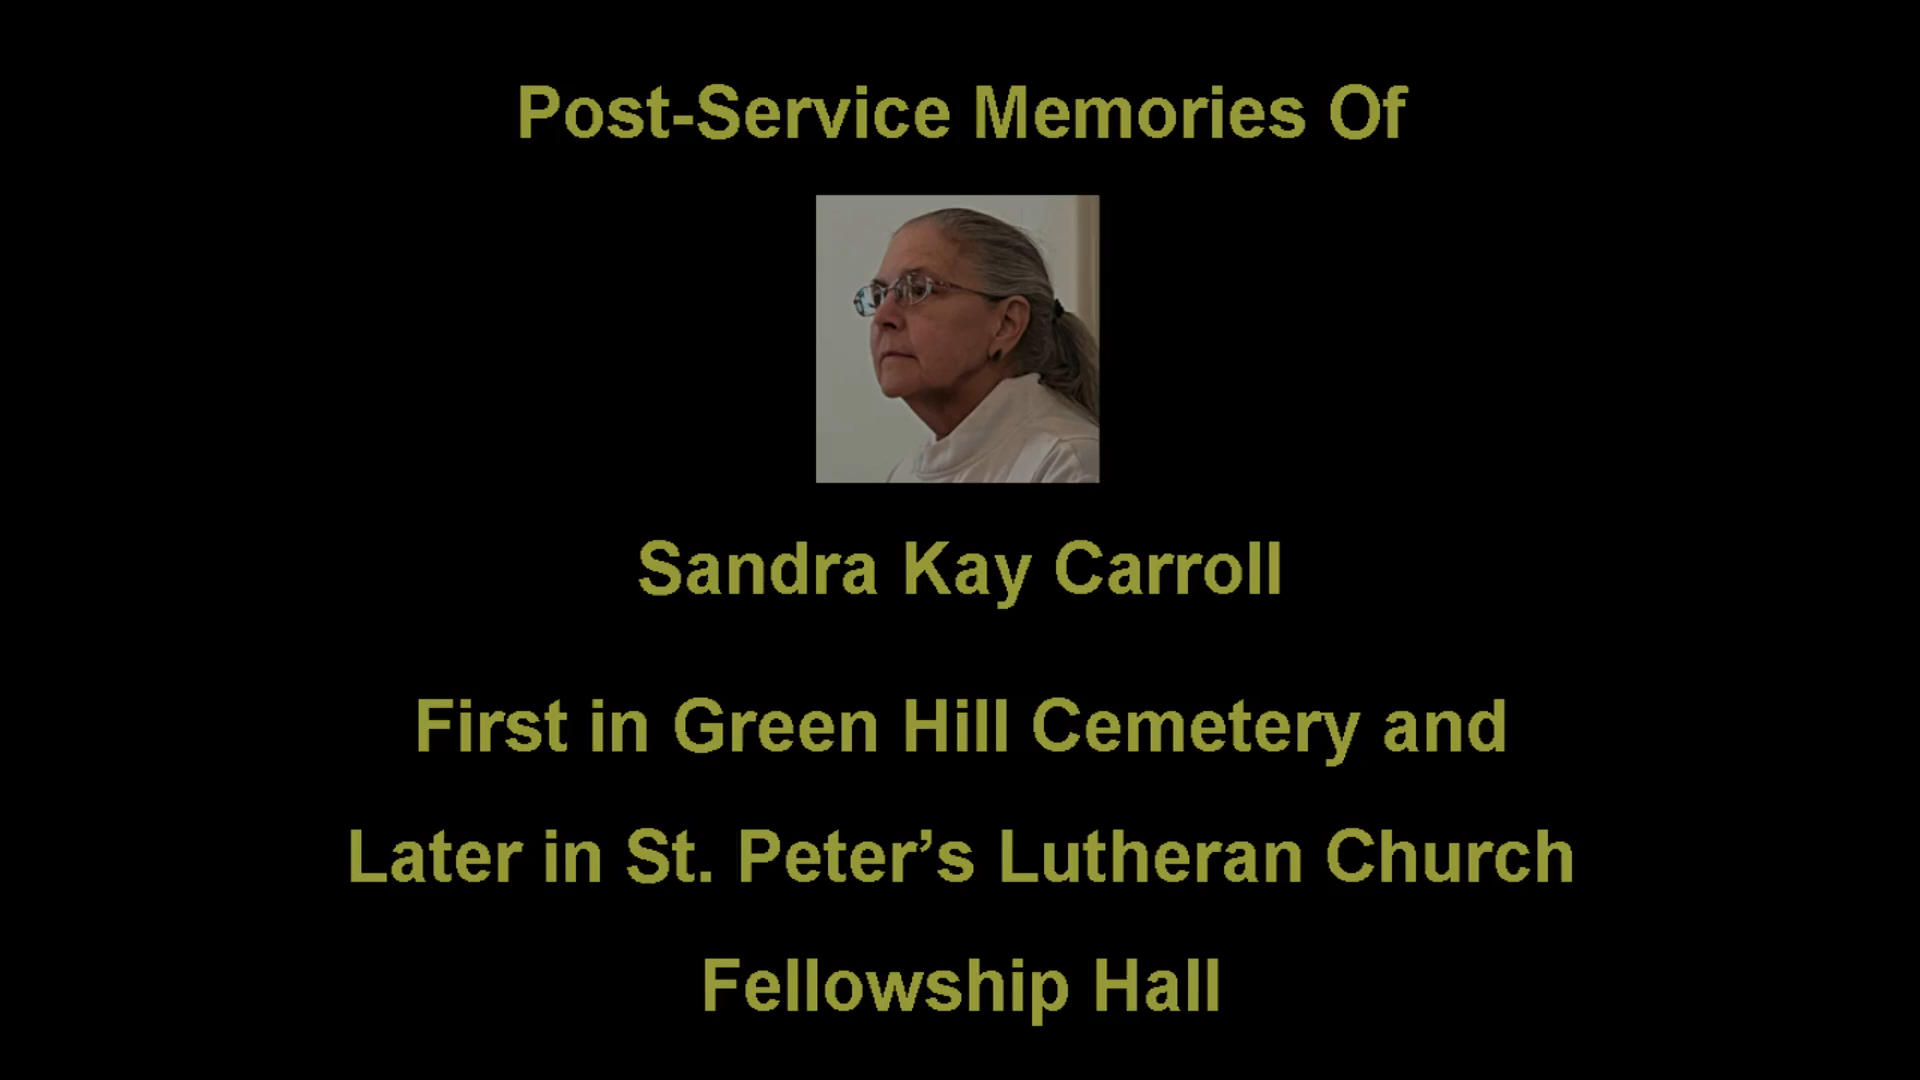 Post-Service Memories Of
Sandra Kay Carroll
First in Green Hill Cemetery and
Later in St. Peter’s Lutheran Church
Fellowship Hall